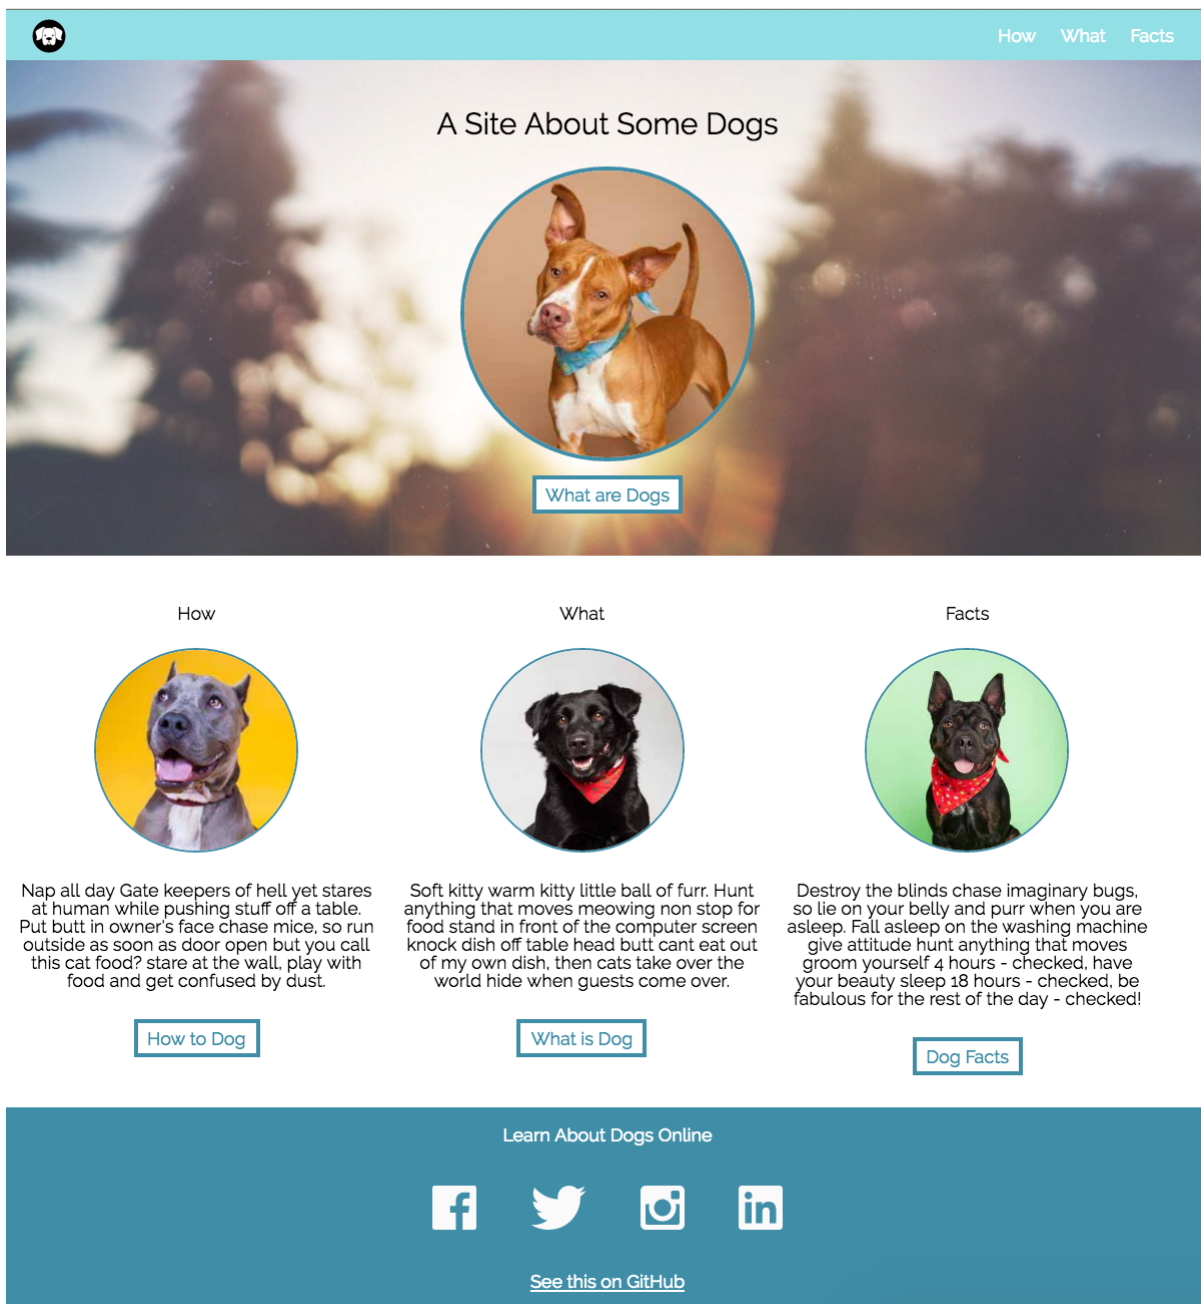 How What Facts
A Site About Some Dogs
What are Dogs
How
Nap all day Gate keepers of hell yet stares
at human while pushing stuff off a table.
Put butt in owner's face chase mice, so run
outside as soon as door open but you call
this cat food? stare at the wall, play with
food and get confused by dust.
How to Dog
What
Soft kitty warm kitty little ball of furr. Hunt
anything that moves meowing non stop for
food stand in front of the computer screen
knock dish off table head butt cant eat out
of my own dish, then cats take over the
world hide when guests come over.
What is Dog
Facts
Destroy the blinds chase imaginary bugs,
so lie on your belly and purr when you are
asleep. Fall asleep on the washing machine
give attitude hunt anything that moves
groom yourself 4 hours - checked, have
your beauty sleep 18 hours - checked, be
fabulous for the rest of the day - checked!
Dog Facts
Learn About Dogs Online
See this on GitHub